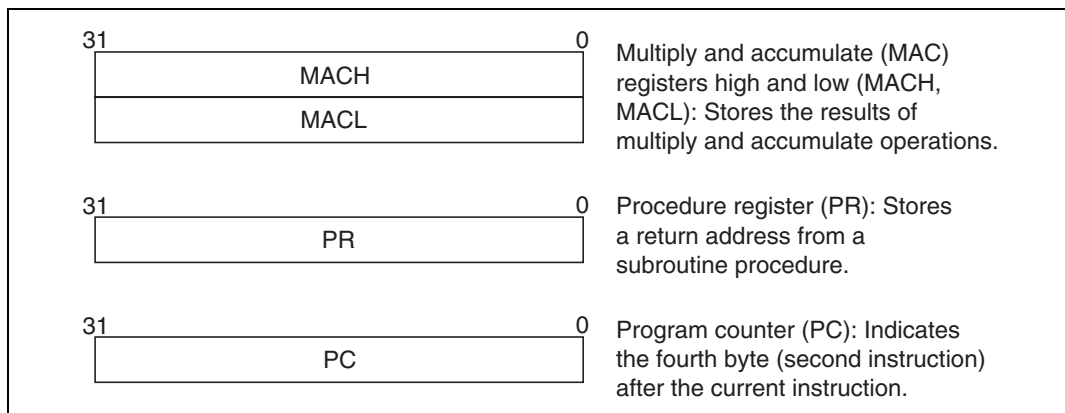 31 0
MACH
MACL
Multiply and accumulate (MAC)
registers high and low (MACH,
MACL): Stores the results of
multiply and accumulate operations.
31 0
PR
Procedure register (PR): Stores
a return address from a
subroutine procedure.
31 0
PC
Program counter (PC): Indicates
the fourth byte (second instruction)
after the current instruction.